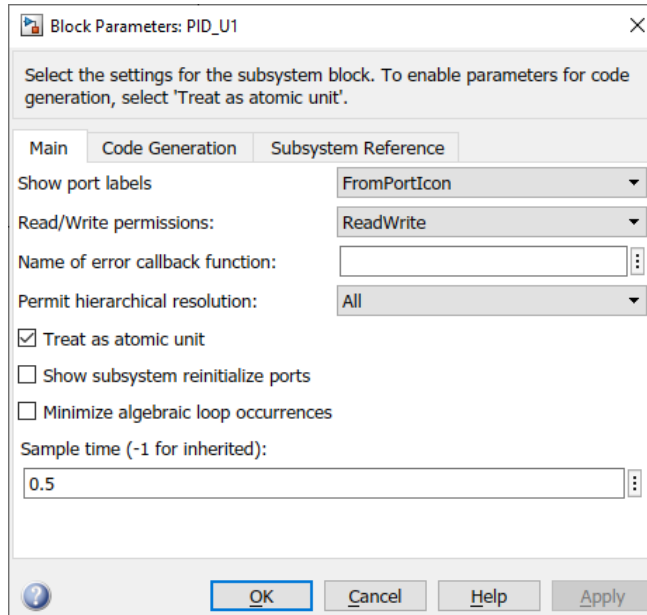 Block Parameters: PID_U1
Select the settings for the subsystem block. To enable parameters for code
generation, select 'Treat as atomic unit'.
Main Code Generation Subsystem Reference
Show port labels FromPortIcon
Read/Write permissions: ReadWrite
Name of error callback function:
Permit hierarchical resolution: All
Treat as atomic unit
Show subsystem reinitialize ports
Minimize algebraic loop occurrences
Sample time (-1 for inherited):
0.5
OK Cancel Help Apply